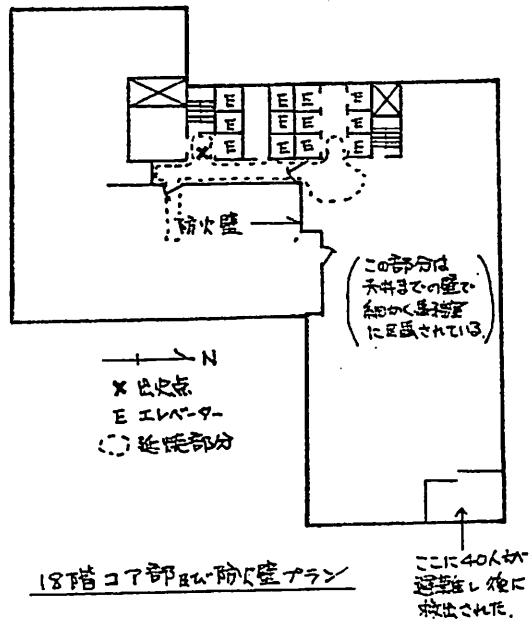 E E E E
E E E E
E E E E
防火壁
この部分は
天井までの壁で
細かく事務室
に区画されている
N
× 出火点
E エレベーター
延焼部分
18階コア部及び防火壁プラン
ここに40人が
避難し後に
救出された。